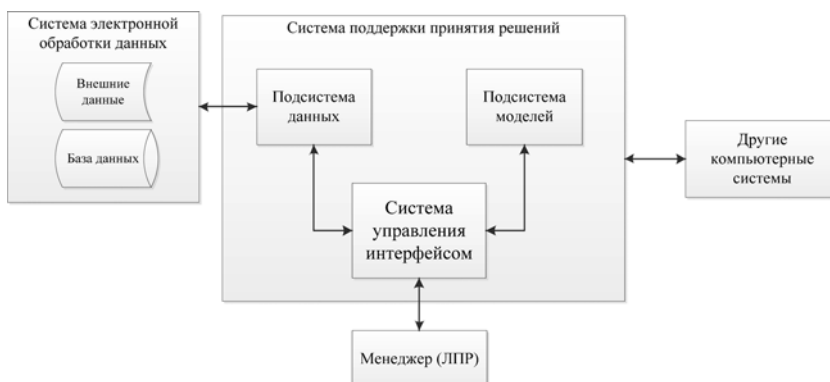 Система электронной
обработки данных
Внешние
данные
База данных
Система поддержки принятия решений
Подсистема
данных
Подсистема
моделей
Система
управления
интерфейсом
Другие
компьютерные
системы
Менеджер (ЛПР)